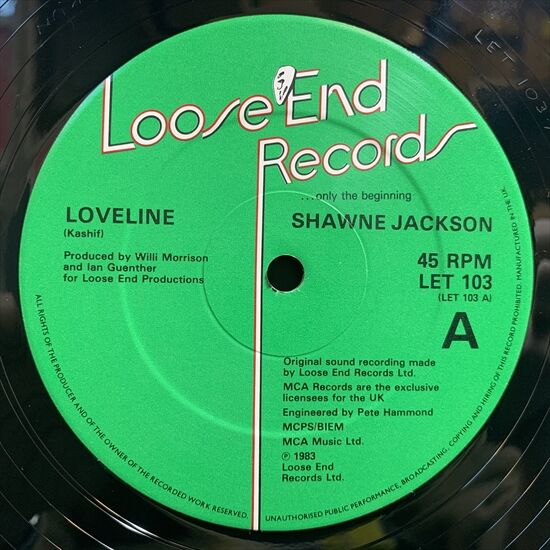 Loose End
Records
...only the beginning
LOVELINE
(Kashif)
Produced by Willi Morrison
and Ian Guenther
for Loose End Productions
SHAWNE JACKSON
45 RPM
LET 103
(LET 103 A)
A
Original sound recording made
by Loose End Records Ltd.
MCA Records are the exclusive
licensees for the UK
Engineered by Pete Hammond
MCPS/BIEM
MCA Music Ltd.
℗ 1983
Loose End
Records Ltd.
ALL RIGHTS OF THE PRODUCER AND OF THE OWNER OF THE RECORDED WORK RESERVED.
UNAUTHORISED PUBLIC PERFORMANCE, BROADCASTING, COPYING AND HIRING OF THIS RECORD PROHIBITED. MANUFACTURED IN THE UK.